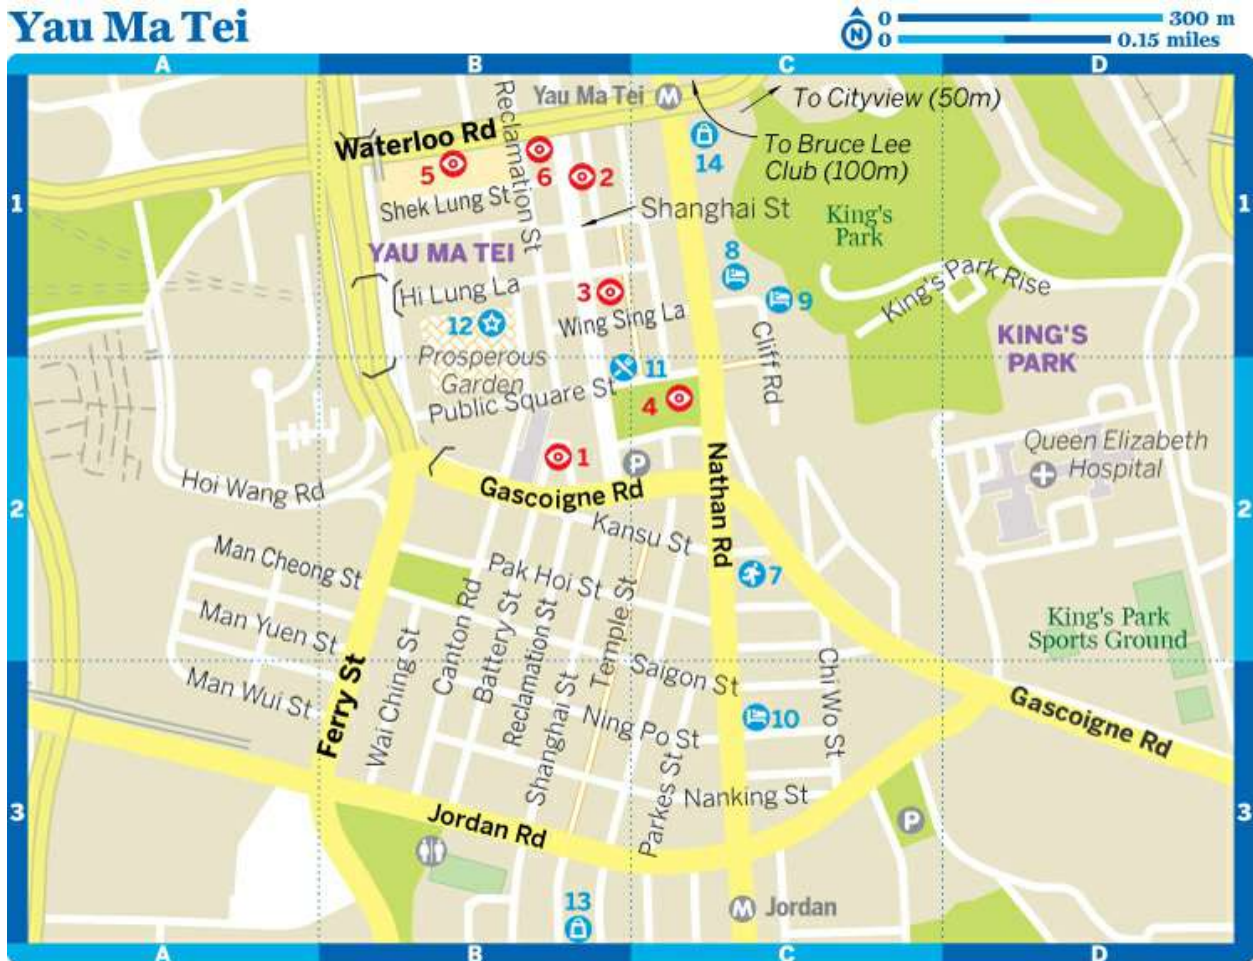 Yau Ma Tei
N
0 300 m
0 0.15 miles
A B C D
Yau Ma Tei M
To Cityview (50m)
Reclamation St
Waterloo Rd
14
To Bruce Lee
Club (100m)
5
6
2
1
1
Shek Lung St
Shanghai St
King's
Park
YAU MA TEI
8
King's Park Rise
Hi Lung La
3
9
12
Wing Sing La
Cliff Rd
KING'S
PARK
Prosperous
Garden
11
Public Square St
4
Queen Elizabeth
Hospital
1
P
Nathan Rd
Hoi Wang Rd
Gascoigne Rd
2
2
Kansu St
Man Cheong St
Pak Hoi St
7
Man Yuen St
Canton Rd
Battery St
Reclamation St
Temple St
King's Park
Sports Ground
Man Wui St
Ferry St
Wai Ching St
Shanghai St
Saigon St
Chi Wo St
Ning Po St
10
Gascoigne Rd
Parkes St
Nanking St
3
3
Jordan Rd
P
13
M Jordan
A B C D